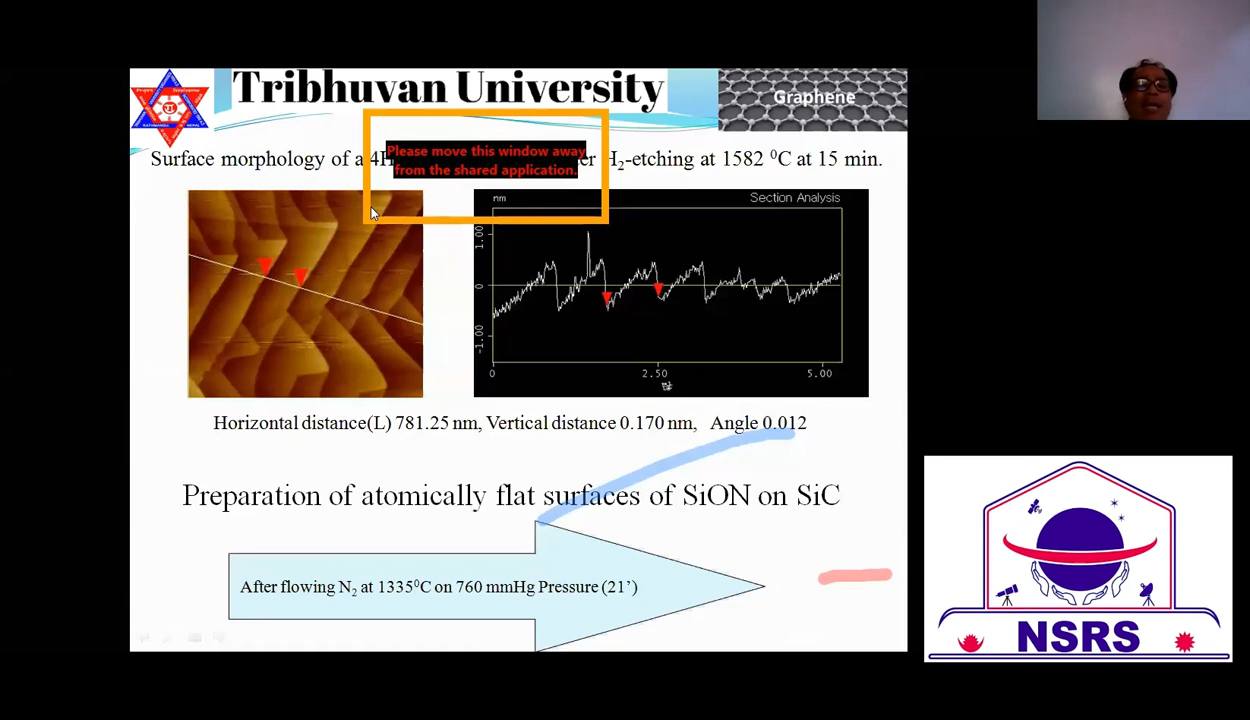 Tribhuvan University
Graphene
Surface morphology of a 4H
Please move this window away
from the shared application.
er H2-etching at 1582 ⁰C at 15 min.
nm
Section Analysis
1.00
0
-1.00
0
2.50
5.00
Horizontal distance(L) 781.25 nm, Vertical distance 0.170 nm, Angle 0.012
Preparation of atomically flat surfaces of SiON on SiC
After flowing N2 at 1335⁰C on 760 mmHg Pressure (21’)
NSRS